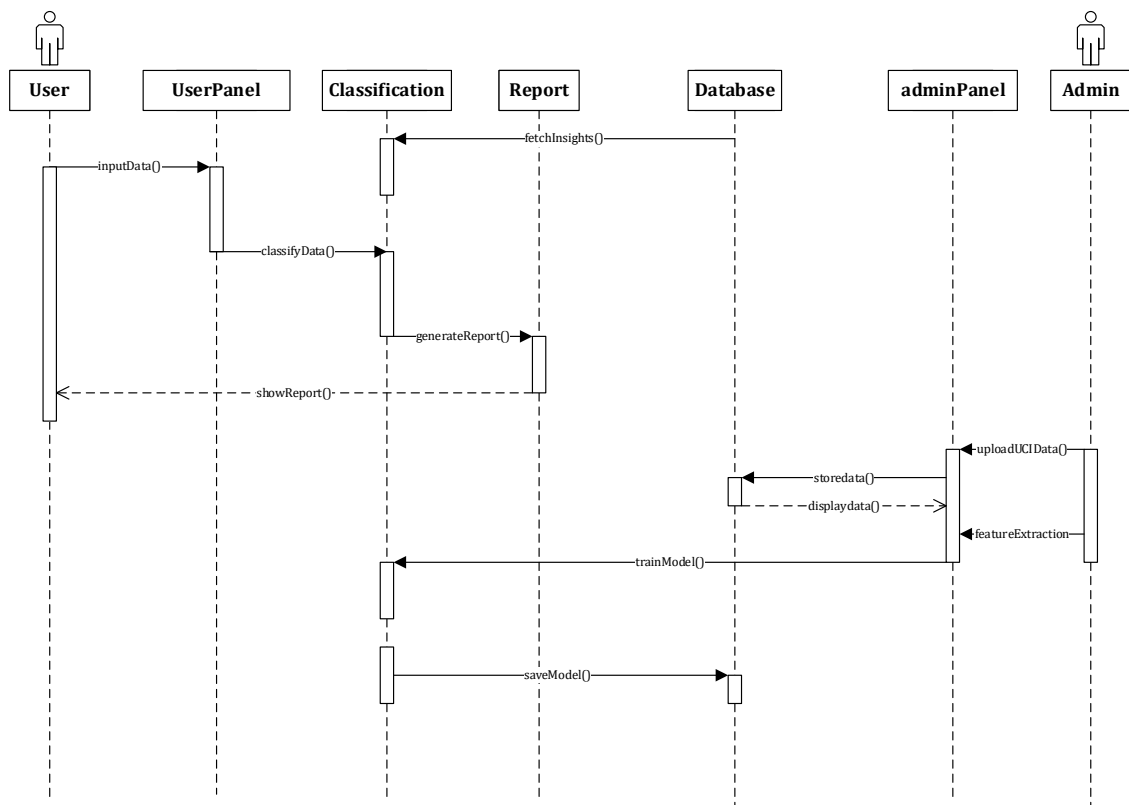 User
UserPanel
Classification
Report
Database
adminPanel
Admin
fetchInsights()
inputData()
classifyData()
generateReport()
showReport()
uploadUCIData()
storedata()
displaydata()
featureExtraction
trainModel()
saveModel()